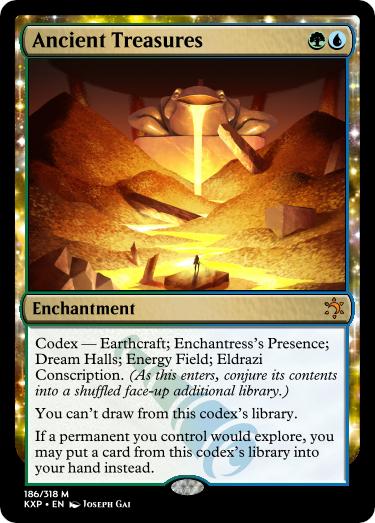 Ancient Treasures
Enchantment
Codex — Earthcraft; Enchantress's Presence;
Dream Halls; Energy Field; Eldrazi
Conscription. (As this enters, conjure its contents
into a shuffled face-up additional library.)
You can't draw from this codex's library.
If a permanent you control would explore, you
may put a card from this codex's library into
your hand instead.
186/318 M
KXP • EN Joseph Gai